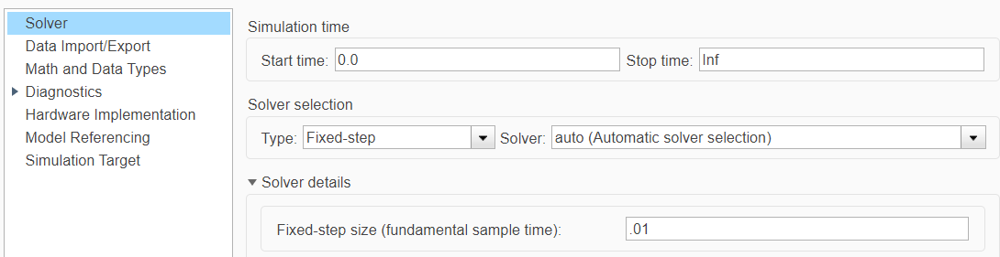 Solver
Data Import/Export
Math and Data Types
Diagnostics
Hardware Implementation
Model Referencing
Simulation Target
Simulation time
Start time: 0.0 Stop time: Inf
Solver selection
Type: Fixed-step Solver: auto (Automatic solver selection)
Solver details
Fixed-step size (fundamental sample time): .01